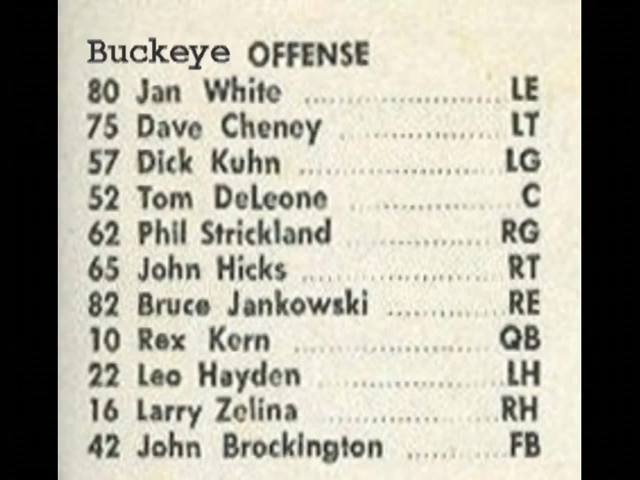 Buckeye OFFENSE
80 Jan White ........................ LE
75 Dave Cheney .................... LT
57 Dick Kuhn ........................ LG
52 Tom DeLeone .................... C
62 Phil Strickland .................. RG
65 John Hicks ........................ RT
82 Bruce Jankowski .............. RE
10 Rex Kern ........................ QB
22 Leo Hayden .................... LH
16 Larry Zelina .................... RH
42 John Brockington ............ FB